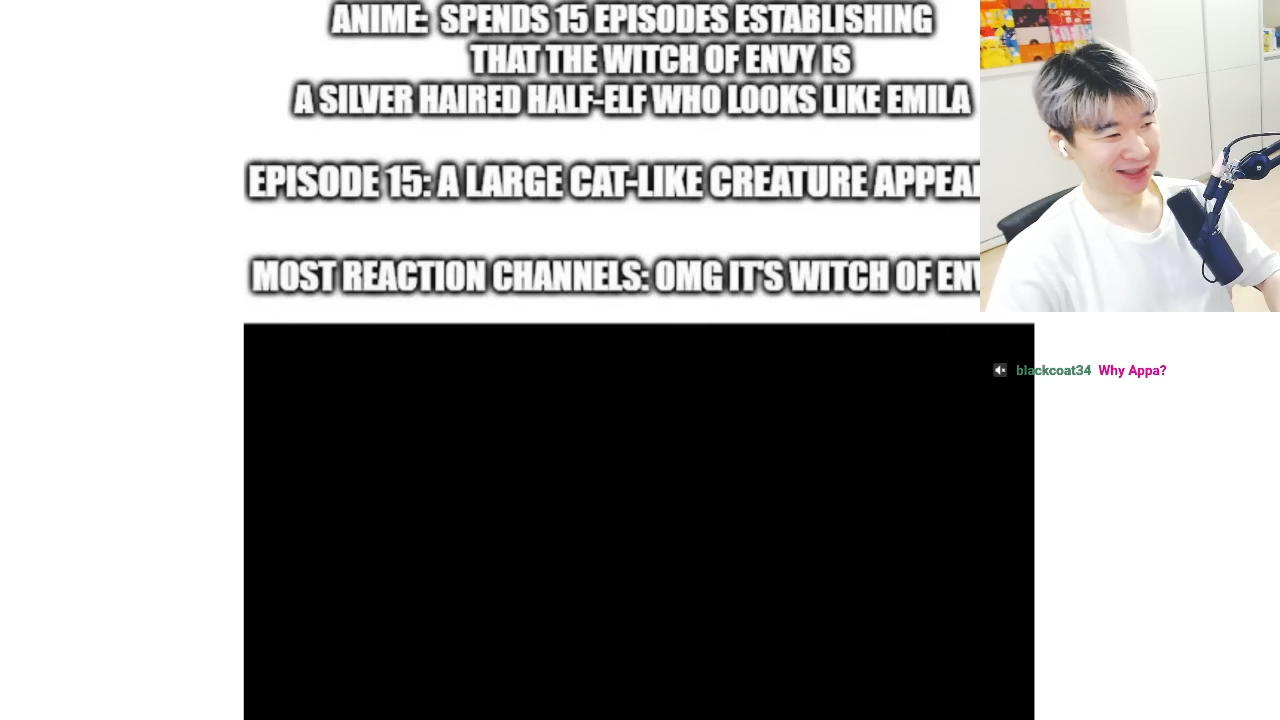 ANIME: SPENDS 15 EPISODES ESTABLISHING
THAT THE WITCH OF ENVY IS
A SILVER HAIRED HALF-ELF WHO LOOKS LIKE EMILA
EPISODE 15: A LARGE CAT-LIKE CREATURE APPEA
MOST REACTION CHANNELS: OMG IT'S WITCH OF EN
blackcoat34 Why Appa?